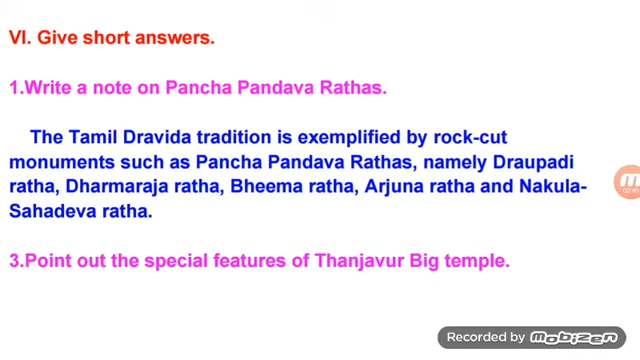 VI. Give short answers.
1.Write a note on Pancha Pandava Rathas.
The Tamil Dravida tradition is exemplified by rock-cut
monuments such as Pancha Pandava Rathas, namely Draupadi
ratha, Dharmaraja ratha, Bheema ratha, Arjuna ratha and Nakula-
Sahadeva ratha.
3.Point out the special features of Thanjavur Big temple.
M
02:40
Recorded by mobizen